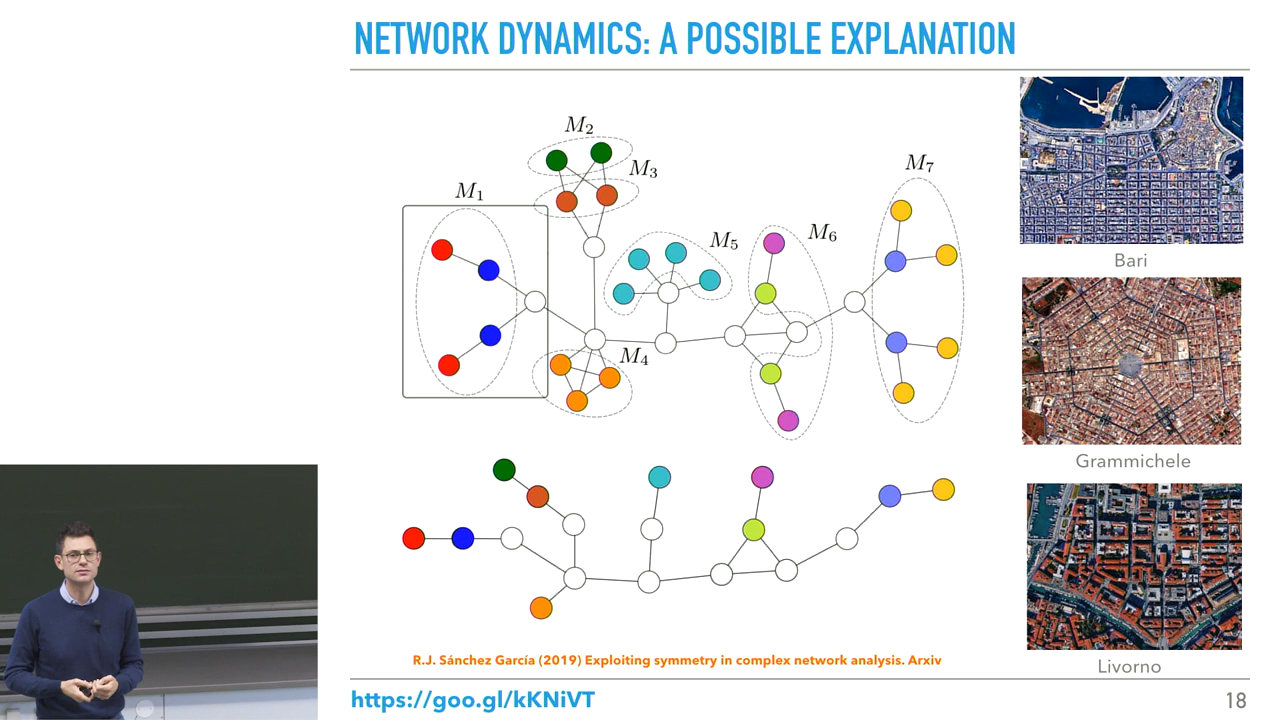 NETWORK DYNAMICS: A POSSIBLE EXPLANATION
M2
M3
M1
M7
M5
M6
M4
Bari
Grammichele
Livorno
R.J. Sánchez García (2019) Exploiting symmetry in complex network analysis. Arxiv
https://goo.gl/kKNiVT
18